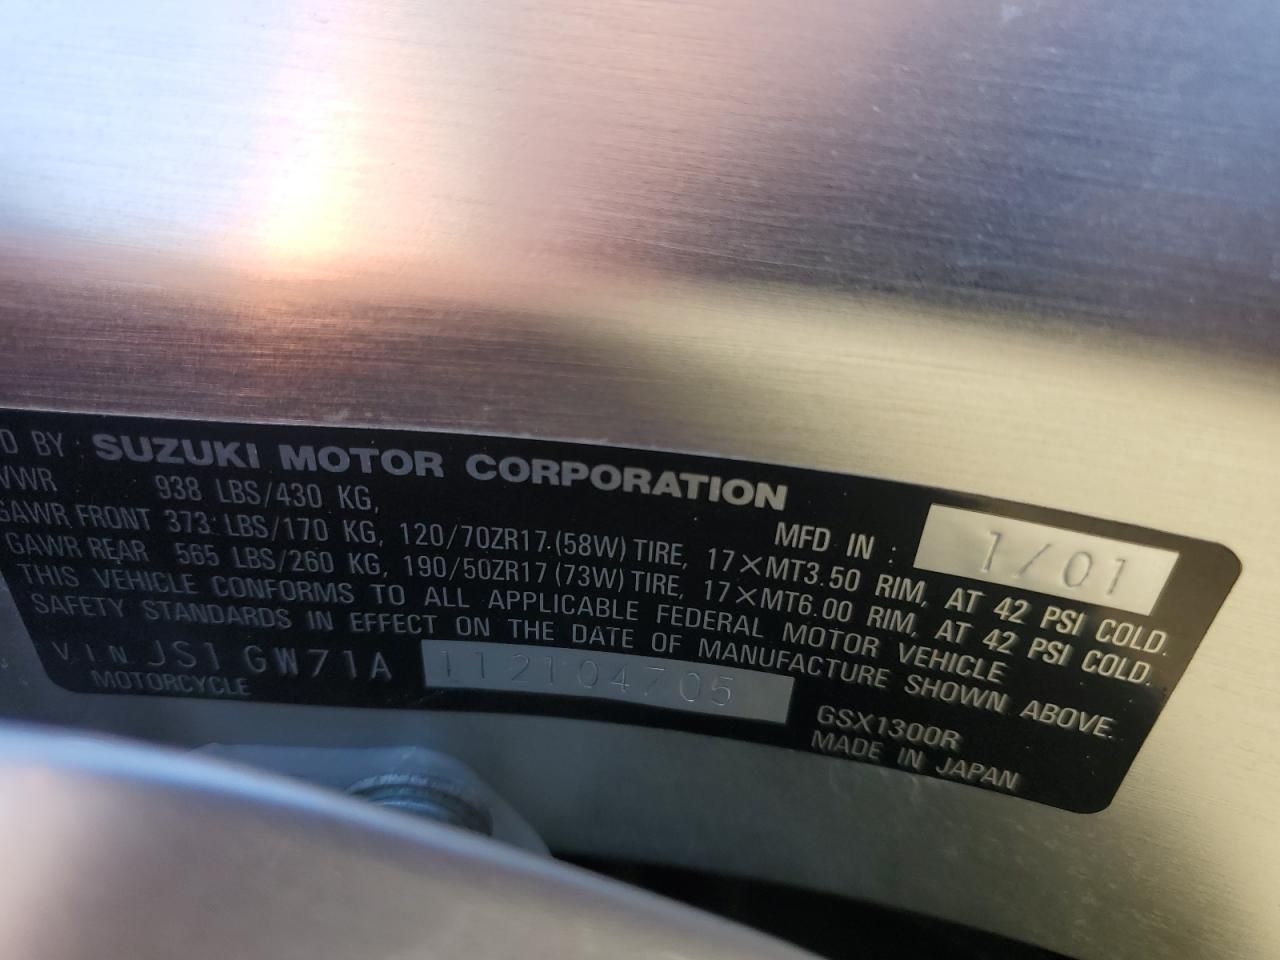 D BY SUZUKI MOTOR CORPORATION
VWR 938 LBS/430 KG, MFD IN : 1/01
GAWR FRONT 373 LBS/170 KG, 120/70ZR17 (58W) TIRE, 17×MT3.50 RIM, AT 42 PSI COLD.
GAWR REAR 565 LBS/260 KG, 190/50ZR17 (73W) TIRE, 17×MT6.00 RIM, AT 42 PSI COLD.
THIS VEHICLE CONFORMS TO ALL APPLICABLE FEDERAL MOTOR VEHICLE
SAFETY STANDARDS IN EFFECT ON THE DATE OF MANUFACTURE SHOWN ABOVE.
V I N JS1GW71A 112104705 GSX1300R
MOTORCYCLE MADE IN JAPAN